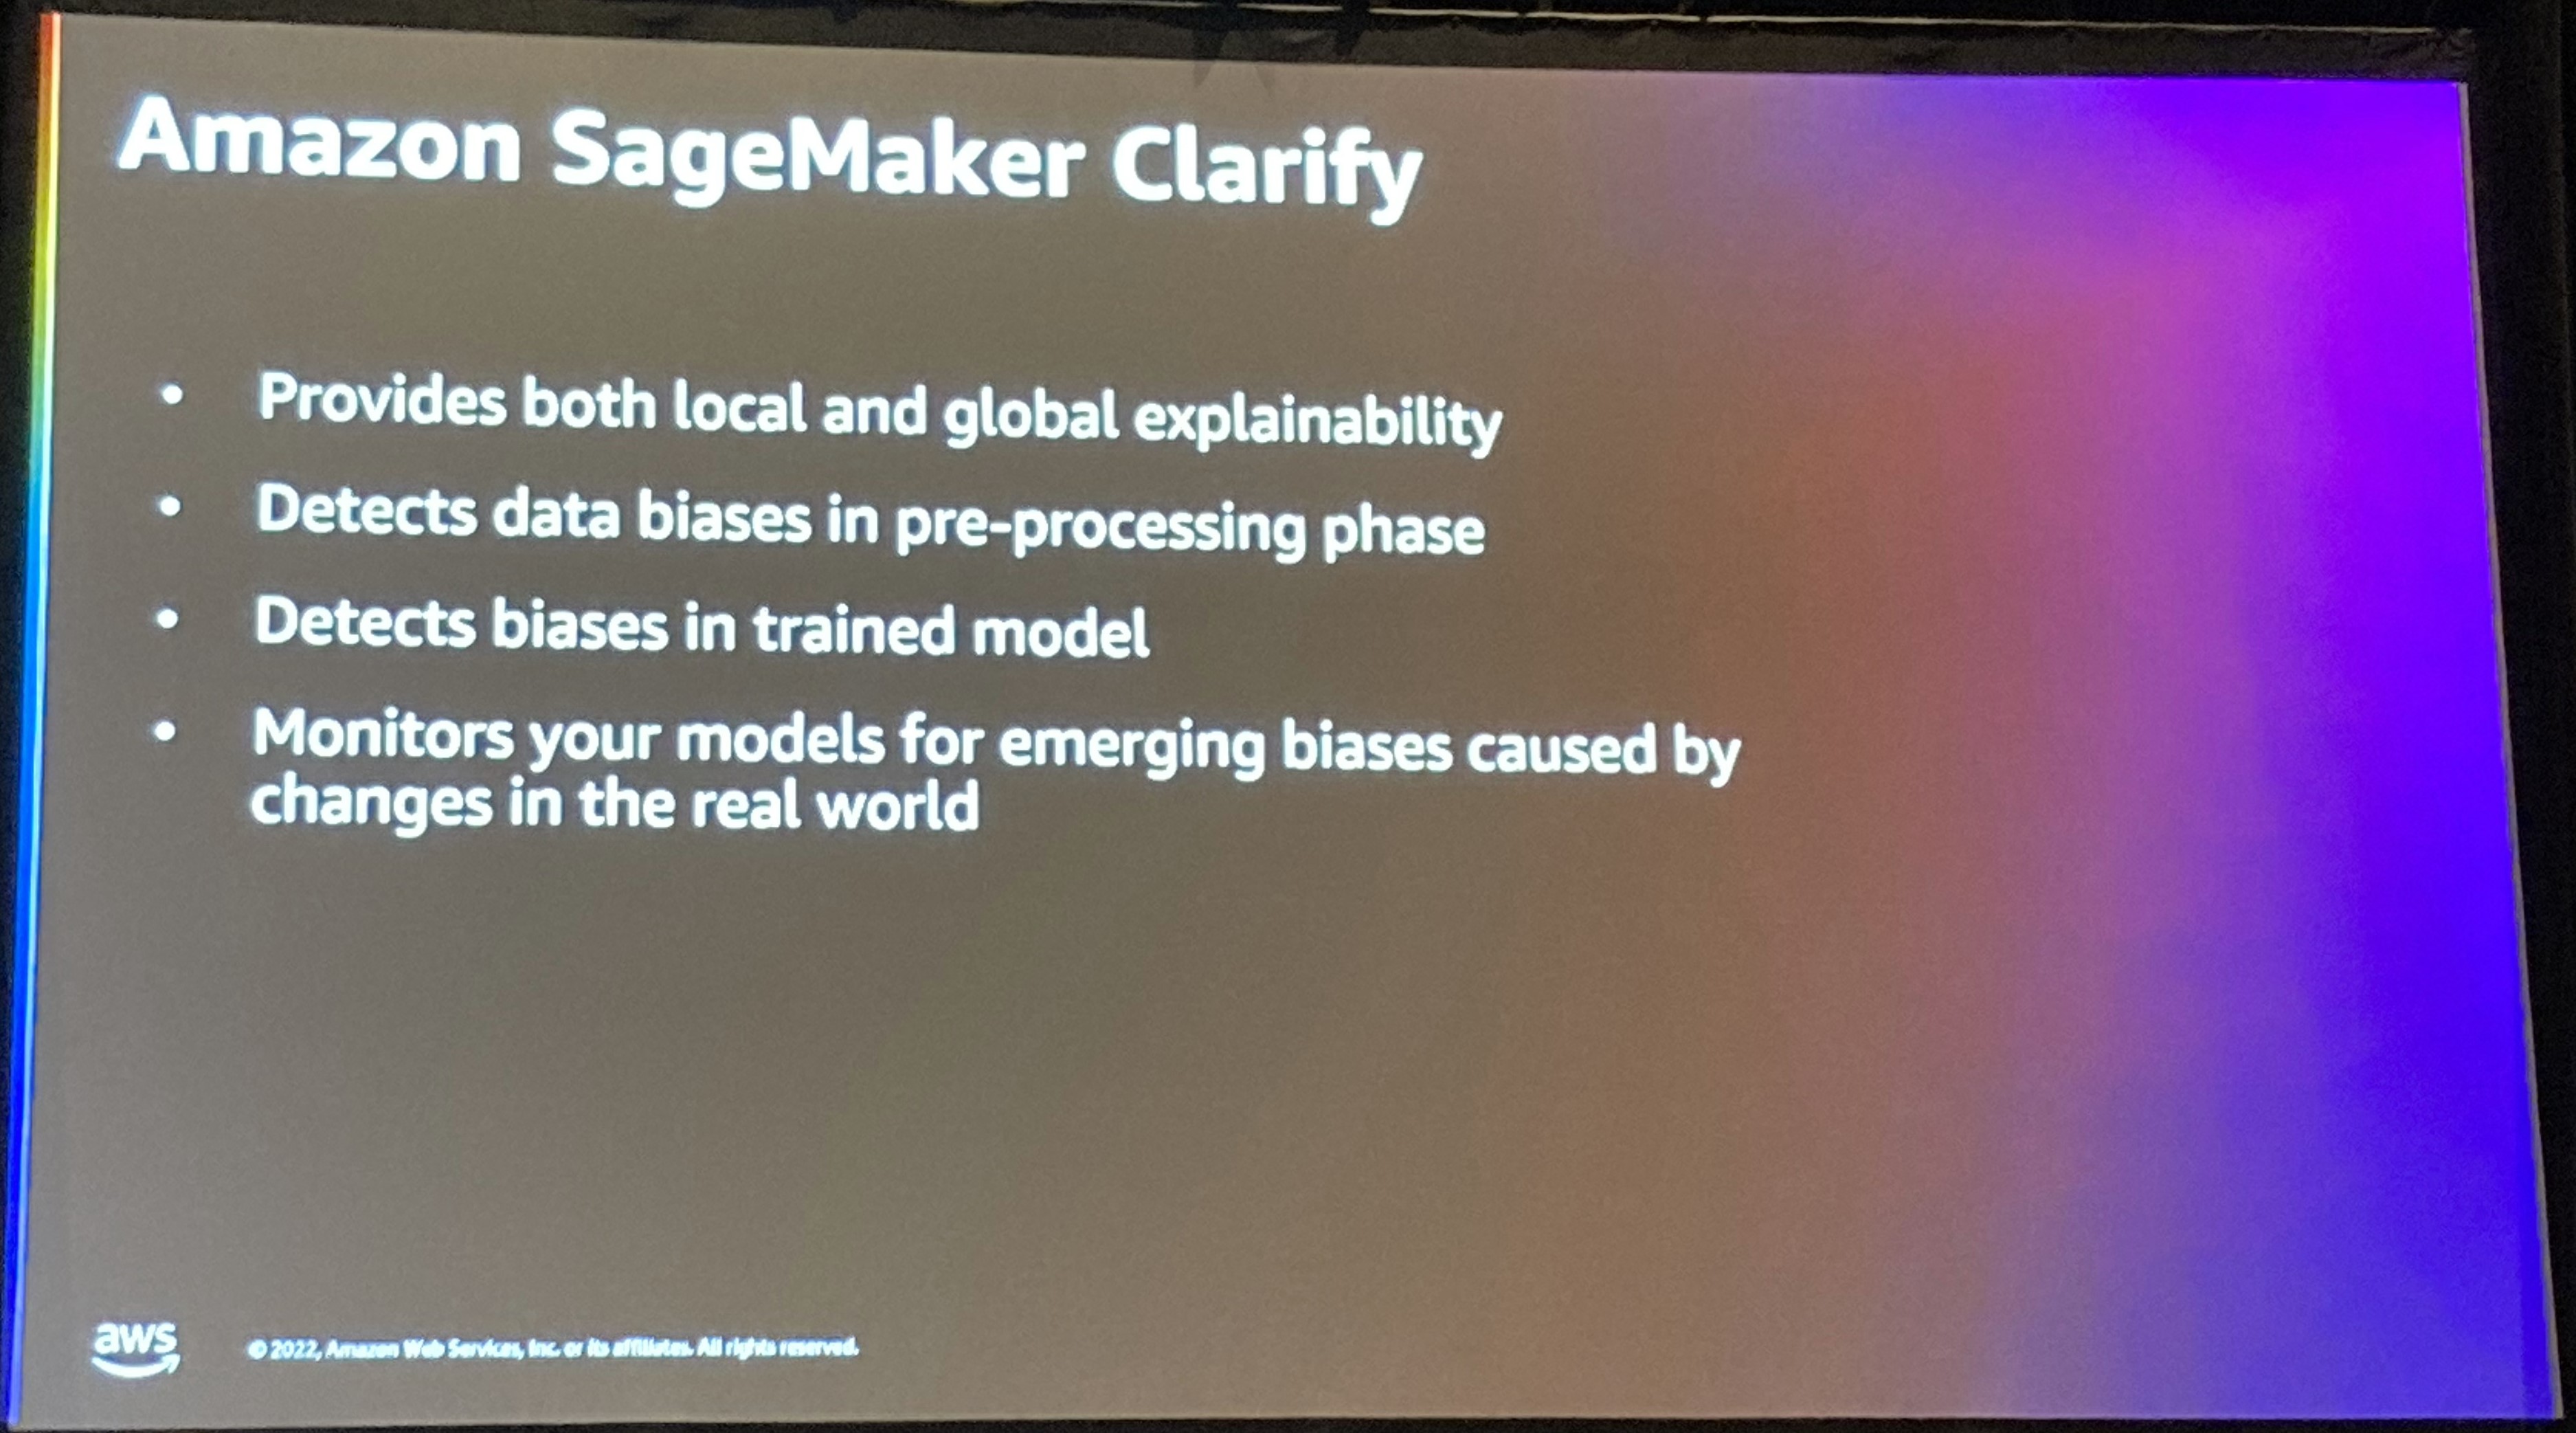 Amazon SageMaker Clarify
• Provides both local and global explainability
• Detects data biases in pre-processing phase
• Detects biases in trained model
• Monitors your models for emerging biases caused by
changes in the real world
aws
© 2022, Amazon Web Services, Inc. or its affiliates. All rights reserved.